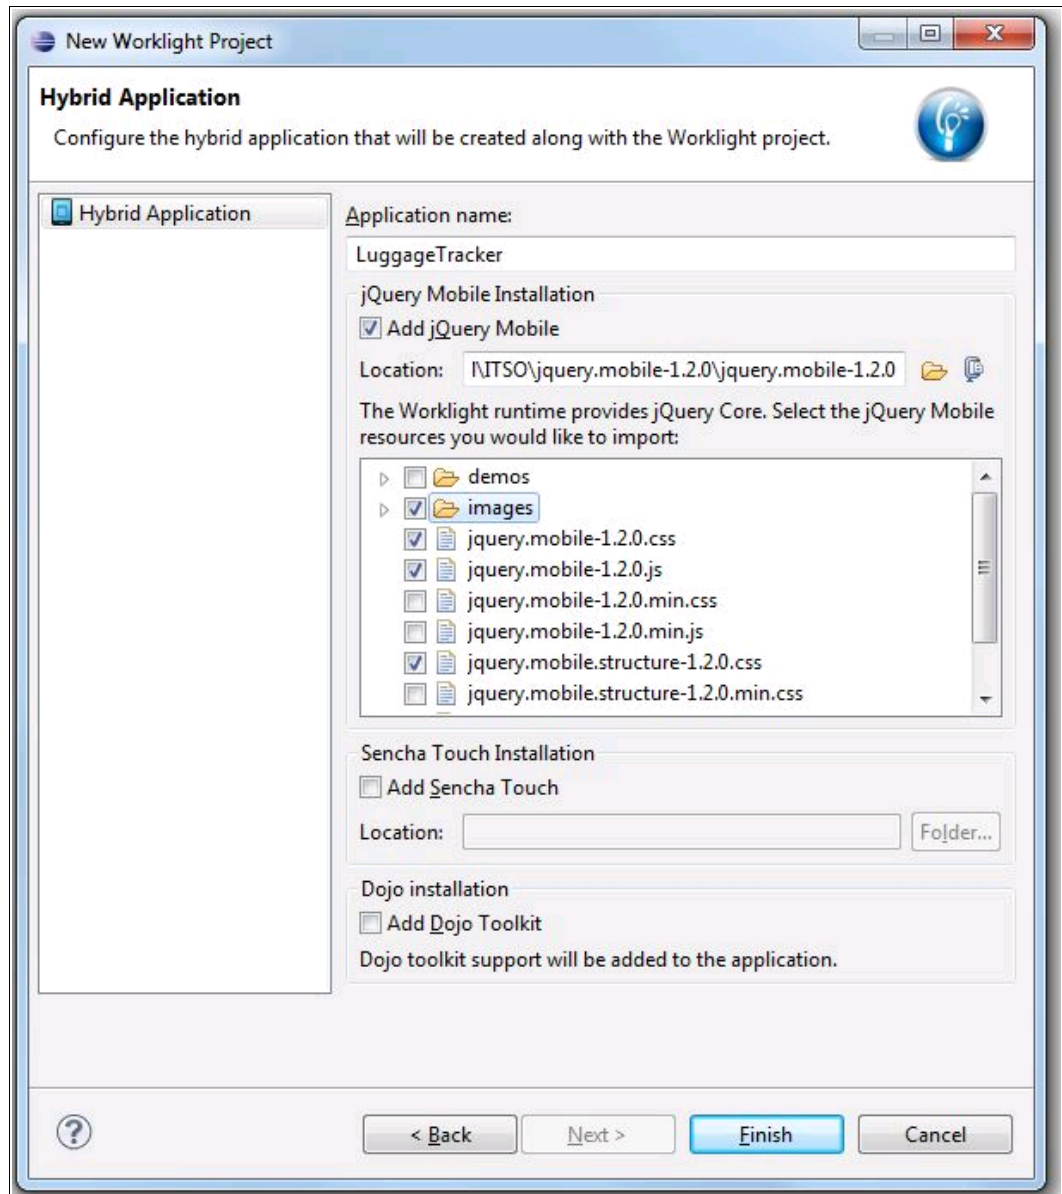 New Worklight Project
Hybrid Application
Configure the hybrid application that will be created along with the Worklight project.
Hybrid Application
Application name:
LuggageTracker
jQuery Mobile Installation
Add jQuery Mobile
Location: l\ITSO\jquery.mobile-1.2.0\jquery.mobile-1.2.0
The Worklight runtime provides jQuery Core. Select the jQuery Mobile
resources you would like to import:
demos
images
jquery.mobile-1.2.0.css
jquery.mobile-1.2.0.js
jquery.mobile-1.2.0.min.css
jquery.mobile-1.2.0.min.js
jquery.mobile.structure-1.2.0.css
jquery.mobile.structure-1.2.0.min.css
Sencha Touch Installation
Add Sencha Touch
Location: Folder...
Dojo installation
Add Dojo Toolkit
Dojo toolkit support will be added to the application.
? < Back Next > Finish Cancel